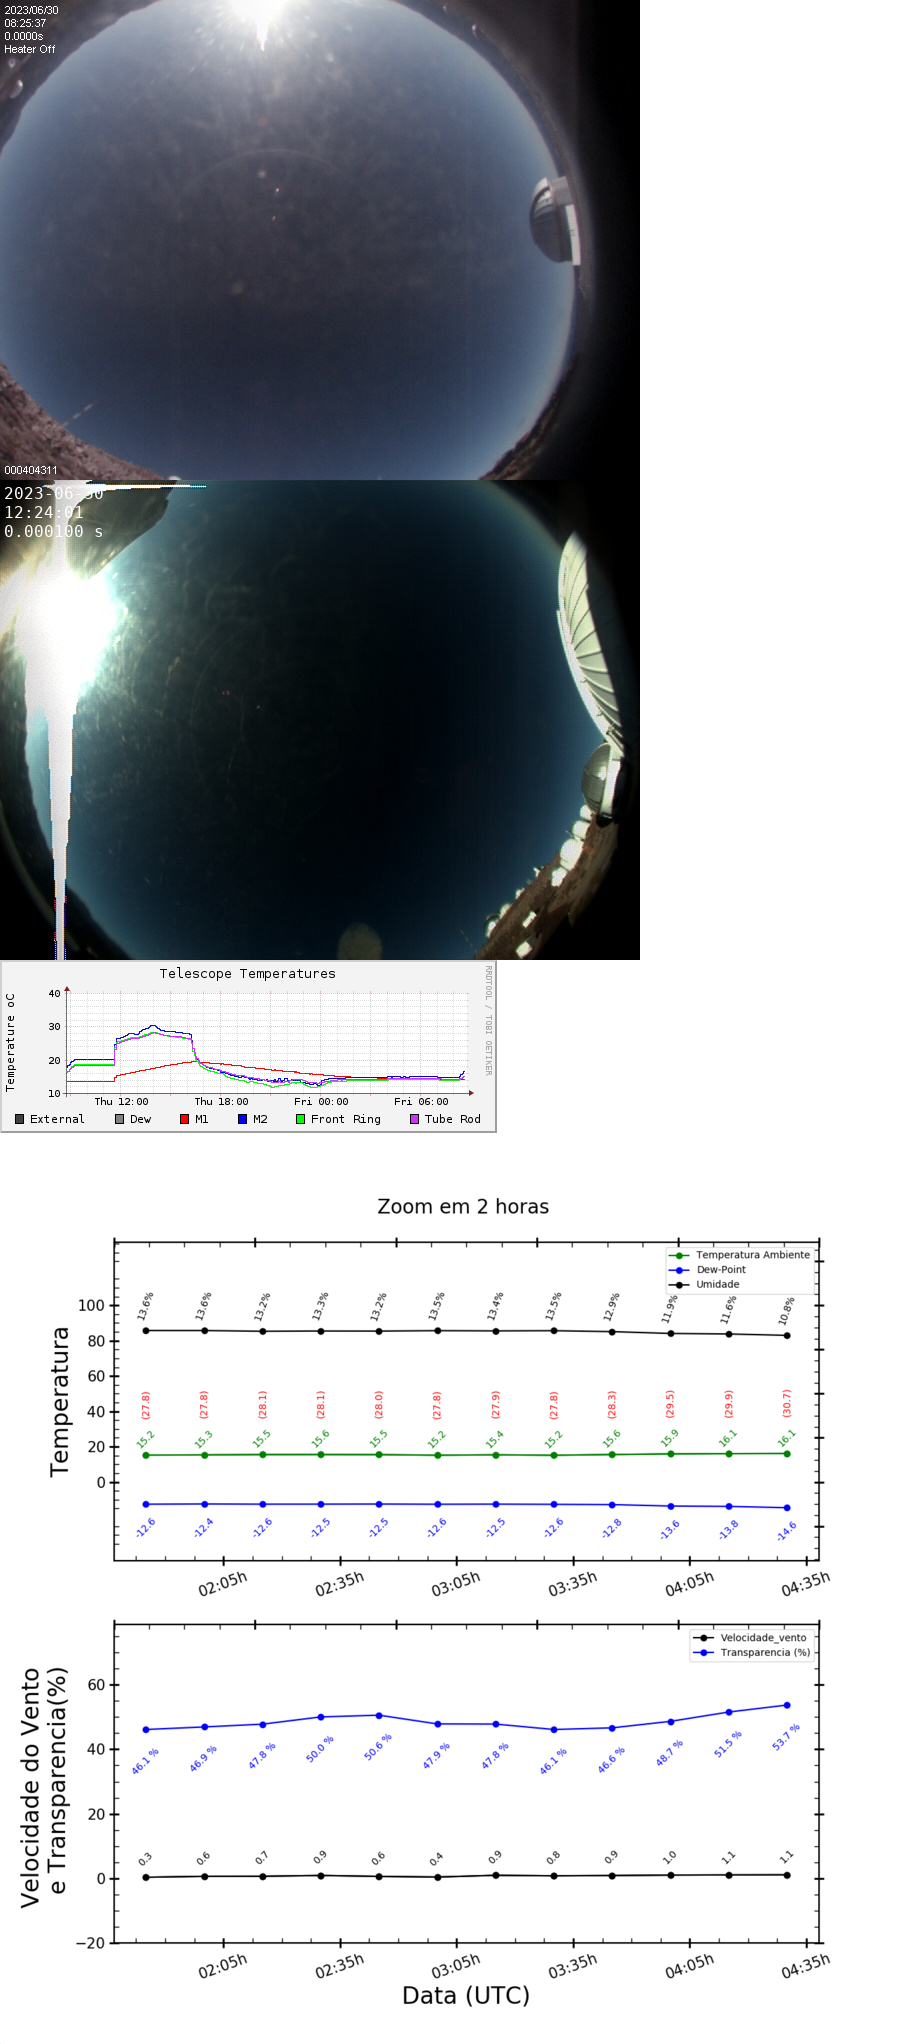 2023/06/30
08:25:37
0.0000s
Heater Off
000404311
2023-06-30
12:24:01
0.000100 s
Telescope Temperatures
RRDTOOL / TOBI OETIKER
Temperature oC
40
30
20
10
Thu 12:00 Thu 18:00 Fri 00:00 Fri 06:00
External Dew M1 M2 Front Ring Tube Rod
Zoom em 2 horas
Temperatura Ambiente
Dew-Point
Umidade
Temperatura
100
80
60
40
20
0
13.6% 13.6% 13.2% 13.3% 13.2% 13.5% 13.4% 13.5% 12.9% 11.9% 11.6% 10.8%
(27.8) (27.8) (28.1) (28.1) (28.0) (27.8) (27.9) (27.8) (28.3) (29.5) (29.9) (30.7)
15.2 15.3 15.5 15.6 15.5 15.2 15.4 15.2 15.6 15.9 16.1 16.1
-12.6 -12.4 -12.6 -12.5 -12.5 -12.6 -12.5 -12.6 -12.8 -13.6 -13.8 -14.6
02:05h 02:35h 03:05h 03:35h 04:05h 04:35h
Velocidade_vento
Transparencia (%)
Velocidade do Vento
e Transparencia(%)
60
40
20
0
−20
46.1 % 46.9 % 47.8 % 50.0 % 50.6 % 47.9 % 47.8 % 46.1 % 46.6 % 48.7 % 51.5 % 53.7 %
0.3 0.6 0.7 0.9 0.6 0.4 0.9 0.8 0.9 1.0 1.1 1.1
02:05h 02:35h 03:05h 03:35h 04:05h 04:35h
Data (UTC)